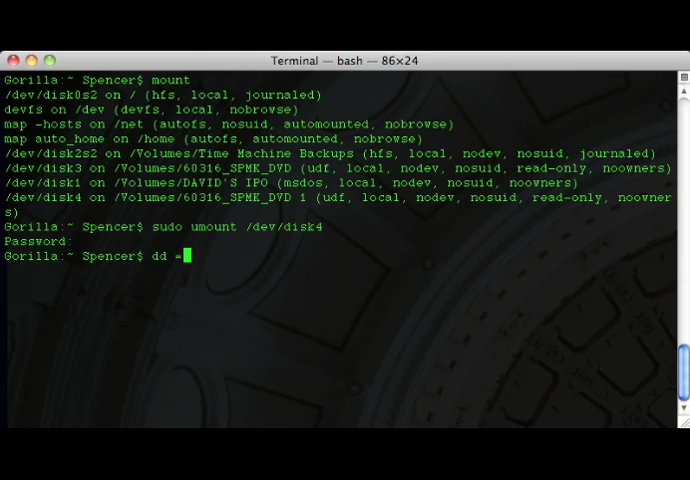 Terminal — bash — 86×24
Gorilla:~ Spencer$ mount
/dev/disk0s2 on / (hfs, local, journaled)
devfs on /dev (devfs, local, nobrowse)
map -hosts on /net (autofs, nosuid, automounted, nobrowse)
map auto_home on /home (autofs, automounted, nobrowse)
/dev/disk2s2 on /Volumes/Time Machine Backups (hfs, local, nodev, nosuid, journaled)
/dev/disk3 on /Volumes/60316_SPMK_DVD (udf, local, nodev, nosuid, read-only, noowners)
/dev/disk1 on /Volumes/DAVID'S IPO (msdos, local, nodev, nosuid, noowners)
/dev/disk4 on /Volumes/60316_SPMK_DVD 1 (udf, local, nodev, nosuid, read-only, noowner
s)
Gorilla:~ Spencer$ sudo umount /dev/disk4
Password:
Gorilla:~ Spencer$ dd =